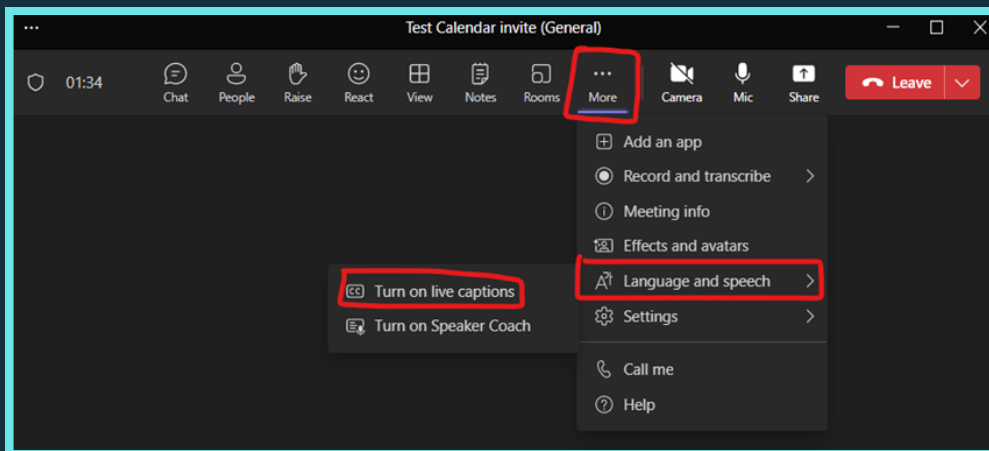 Test Calendar invite (General)
01:34
Chat People Raise React View Notes Rooms More Camera Mic Share Leave
Add an app
Record and transcribe
Meeting info
Effects and avatars
Language and speech
Settings
Call me
Help
Turn on live captions
Turn on Speaker Coach